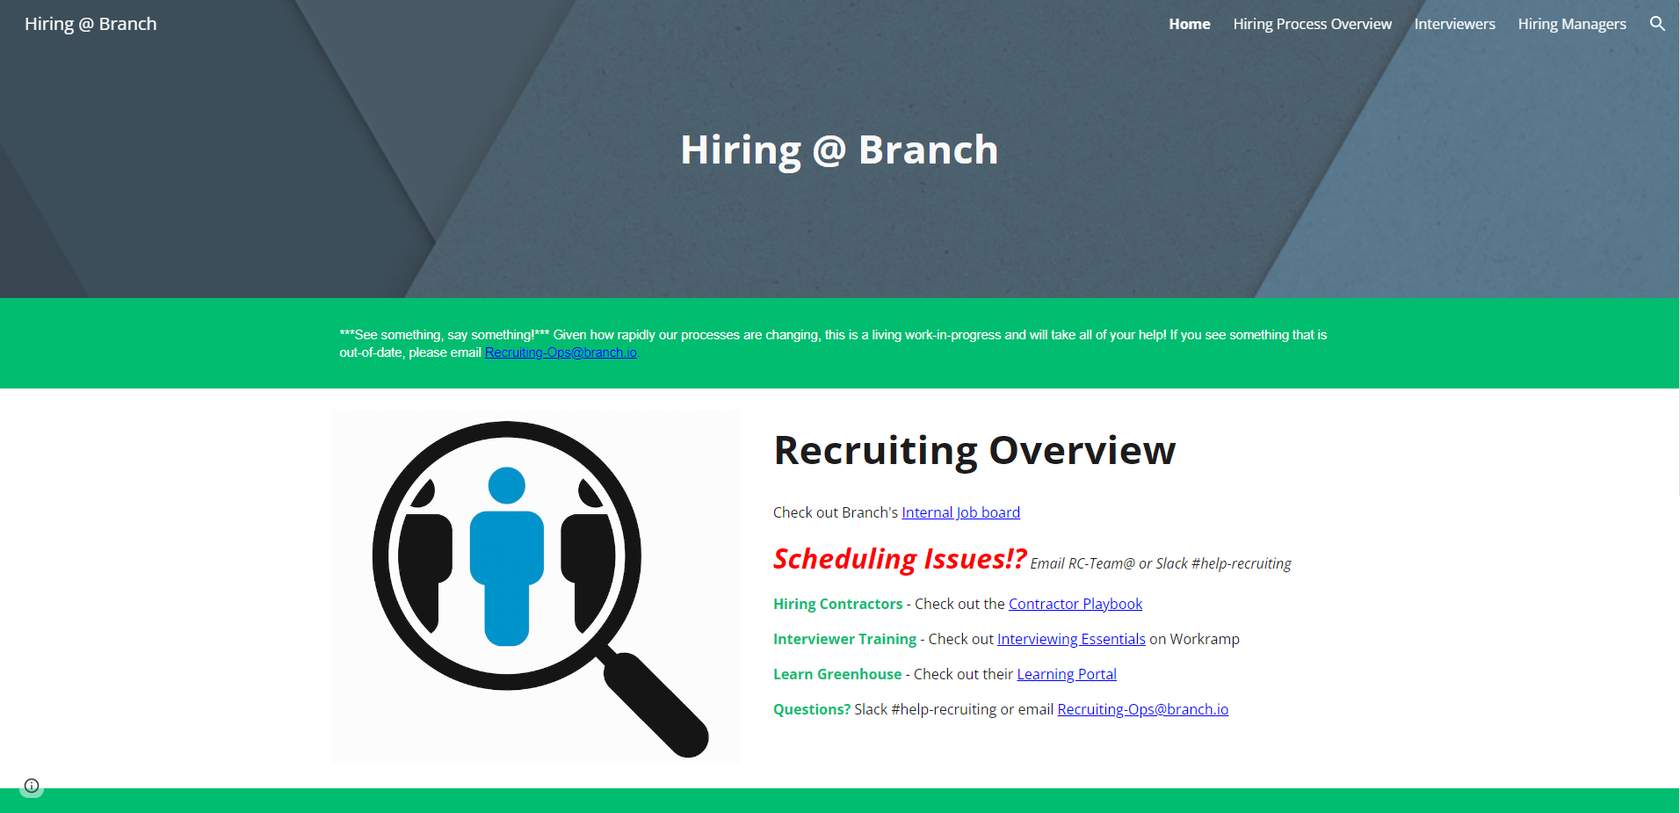 Hiring @ Branch
Home Hiring Process Overview Interviewers Hiring Managers
Hiring @ Branch
***See something, say something!*** Given how rapidly our processes are changing, this is a living work-in-progress and will take all of your help! If you see something that is
out-of-date, please email Recruiting-Ops@branch.io
Recruiting Overview
Check out Branch's Internal Job board
Scheduling Issues!? Email RC-Team@ or Slack #help-recruiting
Hiring Contractors - Check out the Contractor Playbook
Interviewer Training - Check out Interviewing Essentials on Workramp
Learn Greenhouse - Check out their Learning Portal
Questions? Slack #help-recruiting or email Recruiting-Ops@branch.io